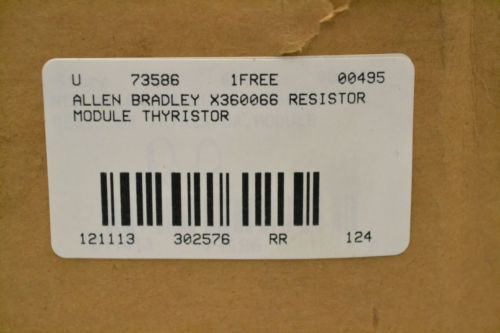 U 73586 1FREE 00495
ALLEN BRADLEY X360066 RESISTOR
MODULE THYRISTOR
121113 302576 RR 124